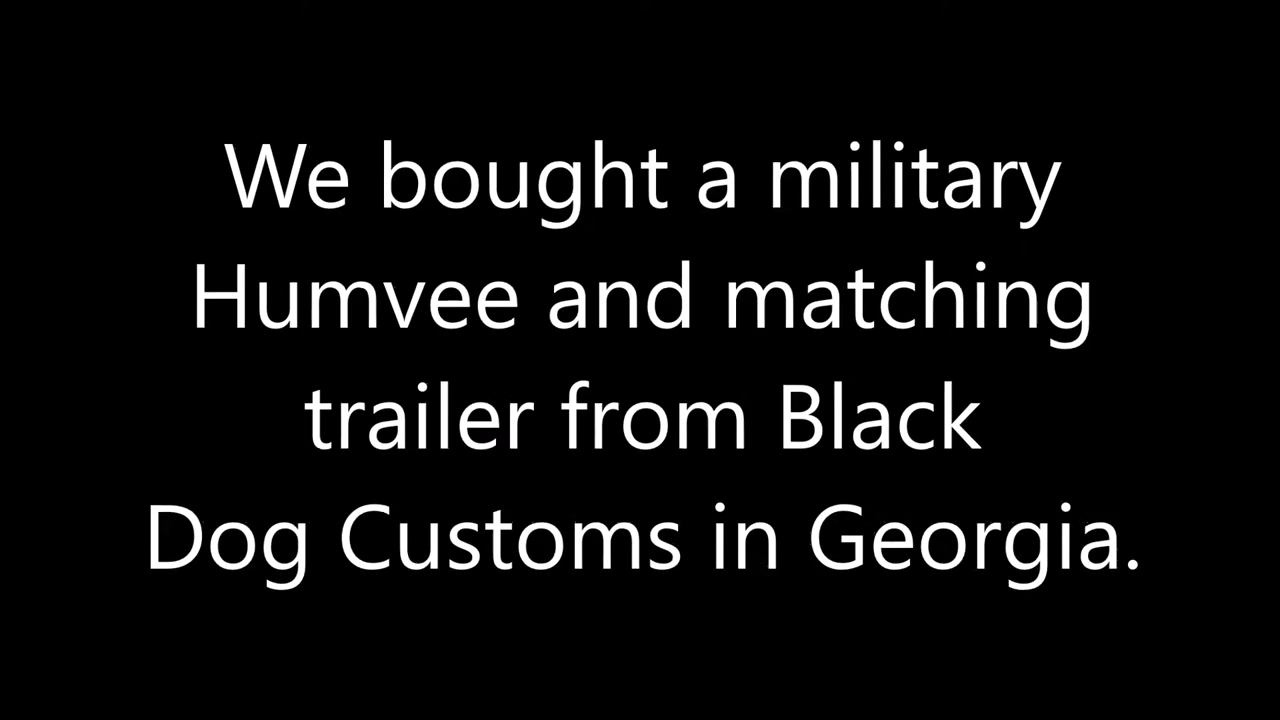 We bought a military
Humvee and matching
trailer from Black
Dog Customs in Georgia.